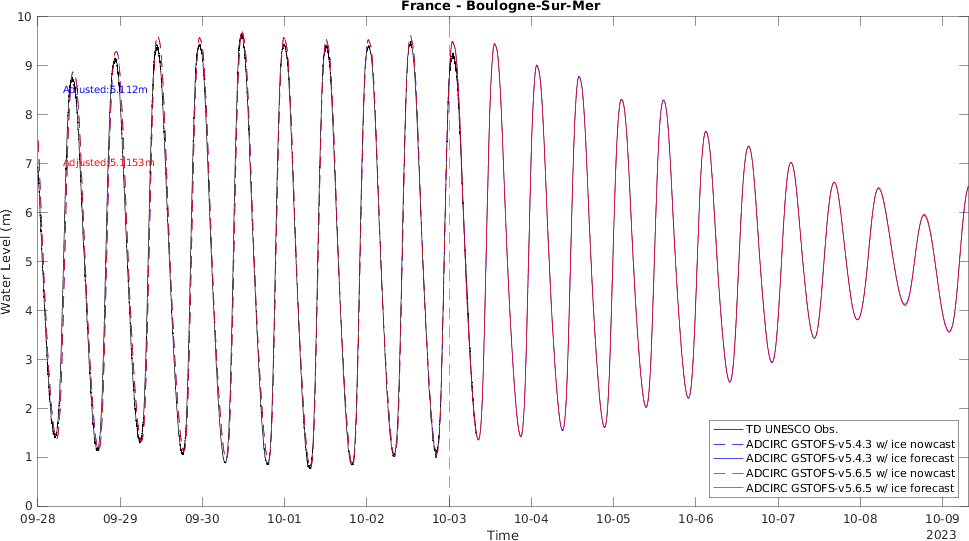 France - Boulogne-Sur-Mer
10
9
8
7
6
5
4
3
2
1
0
Water Level (m)
Adjusted:5.112m
Adjusted:5.1153m
TD UNESCO Obs.
ADCIRC GSTOFS-v5.4.3 w/ ice nowcast
ADCIRC GSTOFS-v5.4.3 w/ ice forecast
ADCIRC GSTOFS-v5.6.5 w/ ice nowcast
ADCIRC GSTOFS-v5.6.5 w/ ice forecast
09-28 09-29 09-30 10-01 10-02 10-03 10-04 10-05 10-06 10-07 10-08 10-09
2023
Time